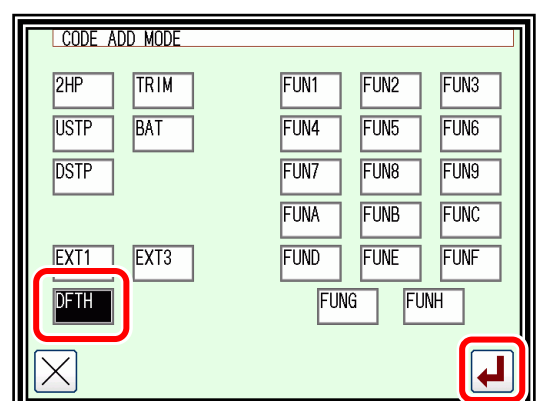 CODE ADD MODE
2HP TRIM FUN1 FUN2 FUN3
USTP BAT FUN4 FUN5 FUN6
DSTP FUN7 FUN8 FUN9
FUNA FUNB FUNC
EXT1 EXT3 FUND FUNE FUNF
DFTH FUNG FUNH